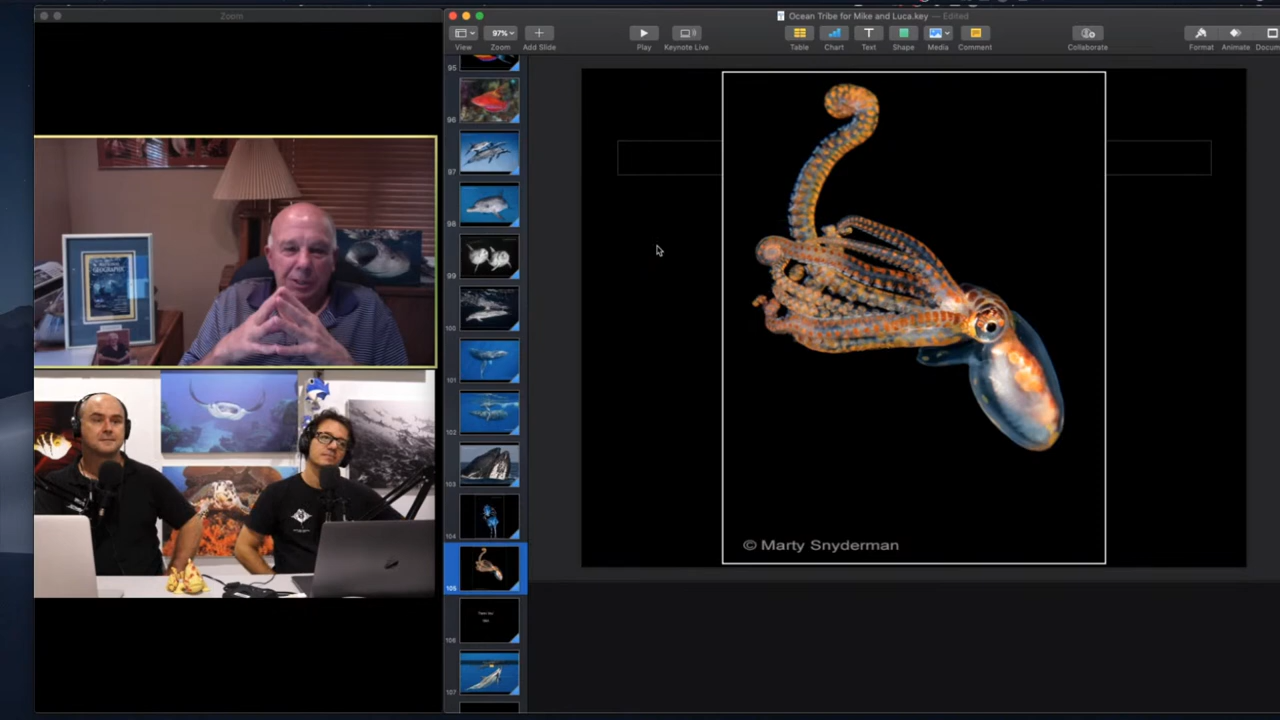 Zoom
Ocean Tribe for Mike and Luca.key — Edited
97%
View
Zoom
Add Slide
Play
Keynote Live
Table
Chart
Text
Shape
Media
Comment
Collaborate
Format
Animate
Docum
95
96
97
98
99
100
101
102
103
104
105
106
107
GEOGRAPHIC
© Marty Snyderman